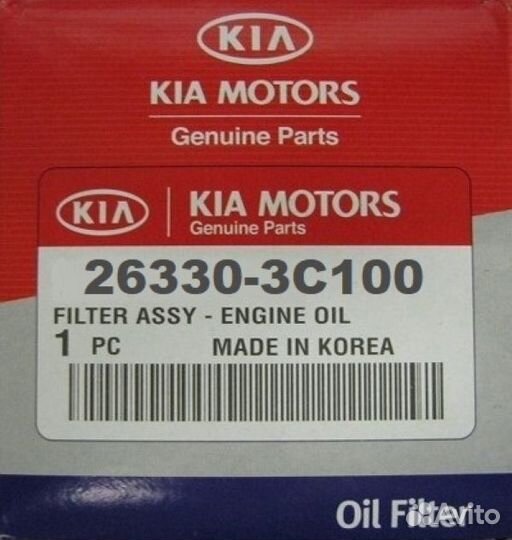 KIA
KIA MOTORS
Genuine Parts
KIA
KIA MOTORS
Genuine Parts
26330-3C100
FILTER ASSY - ENGINE OIL
1 PC MADE IN KOREA
Oil Filter
Avito